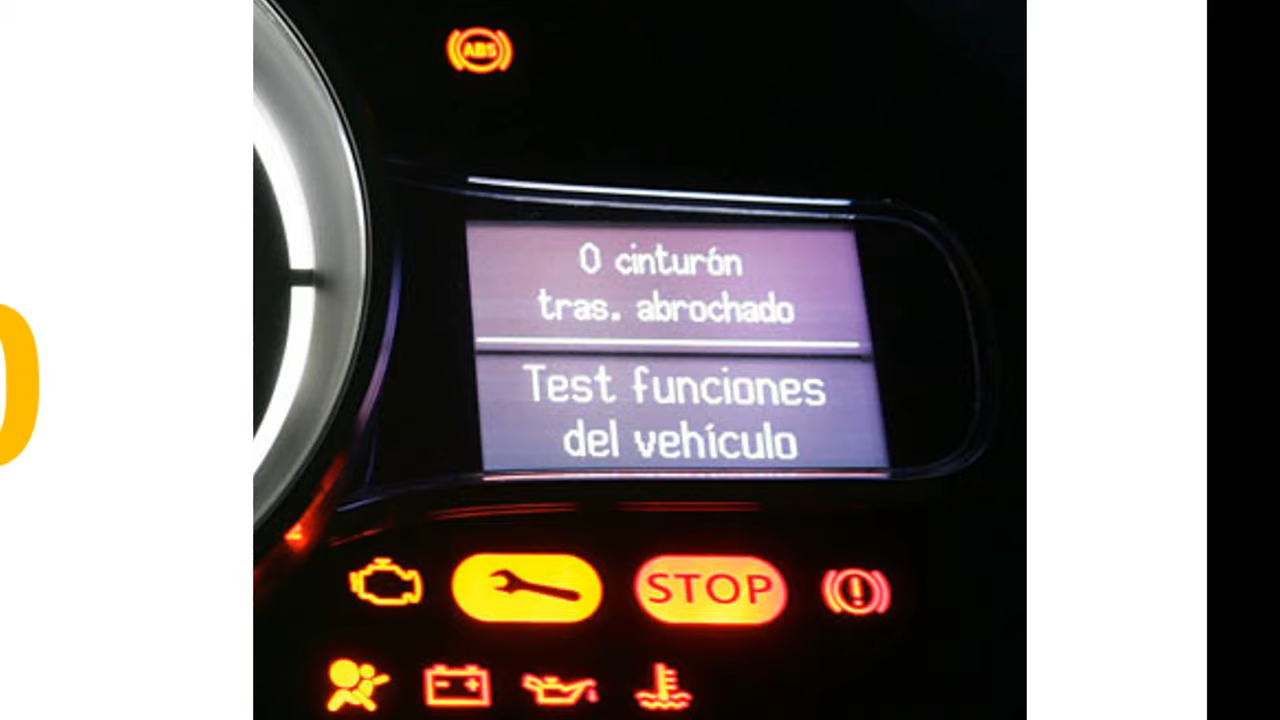 ABS
0 cinturón
tras. abrochado
Test funciones
del vehículo
STOP